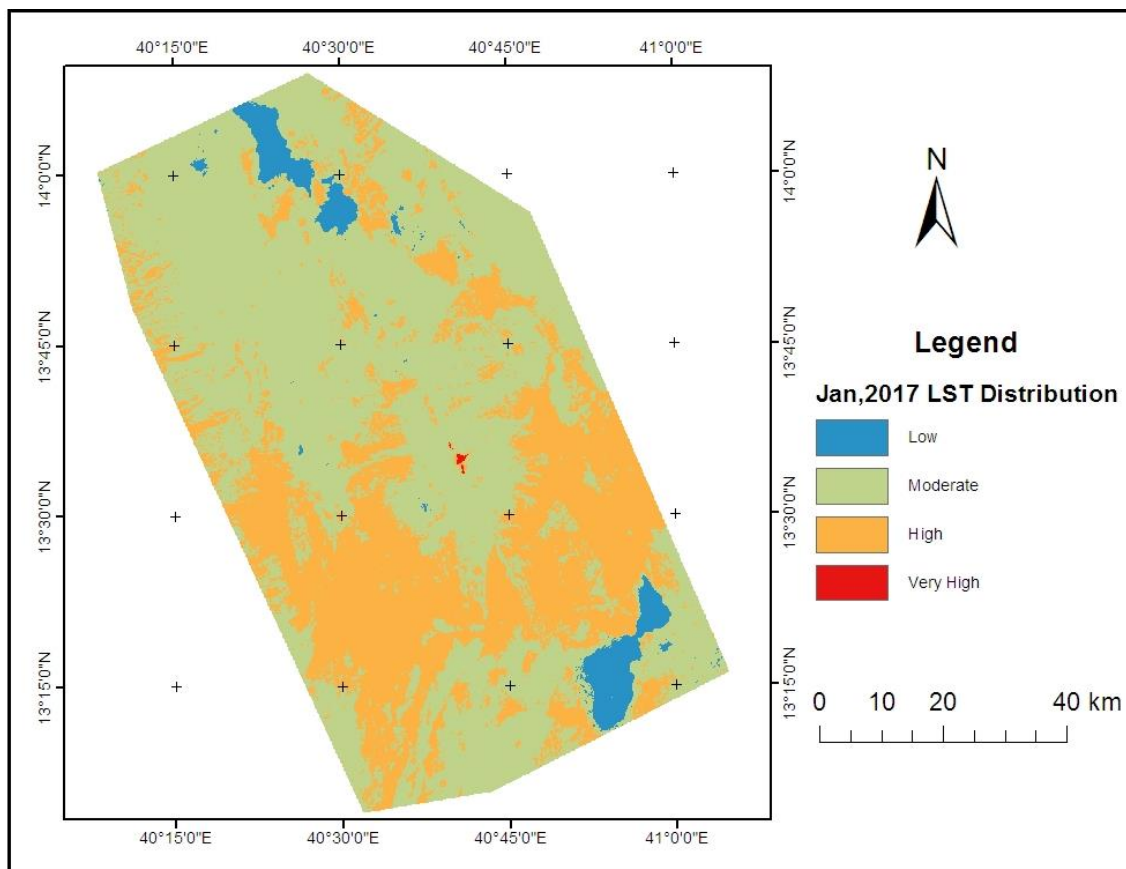 40°15'0"E 40°30'0"E 40°45'0"E 41°0'0"E
14°0'0"N 14°0'0"N
N
13°45'0"N 13°45'0"N
Legend
Jan,2017 LST Distribution
Low
Moderate
13°30'0"N 13°30'0"N
High
Very High
13°15'0"N 13°15'0"N
0 10 20 40 km
40°15'0"E 40°30'0"E 40°45'0"E 41°0'0"E